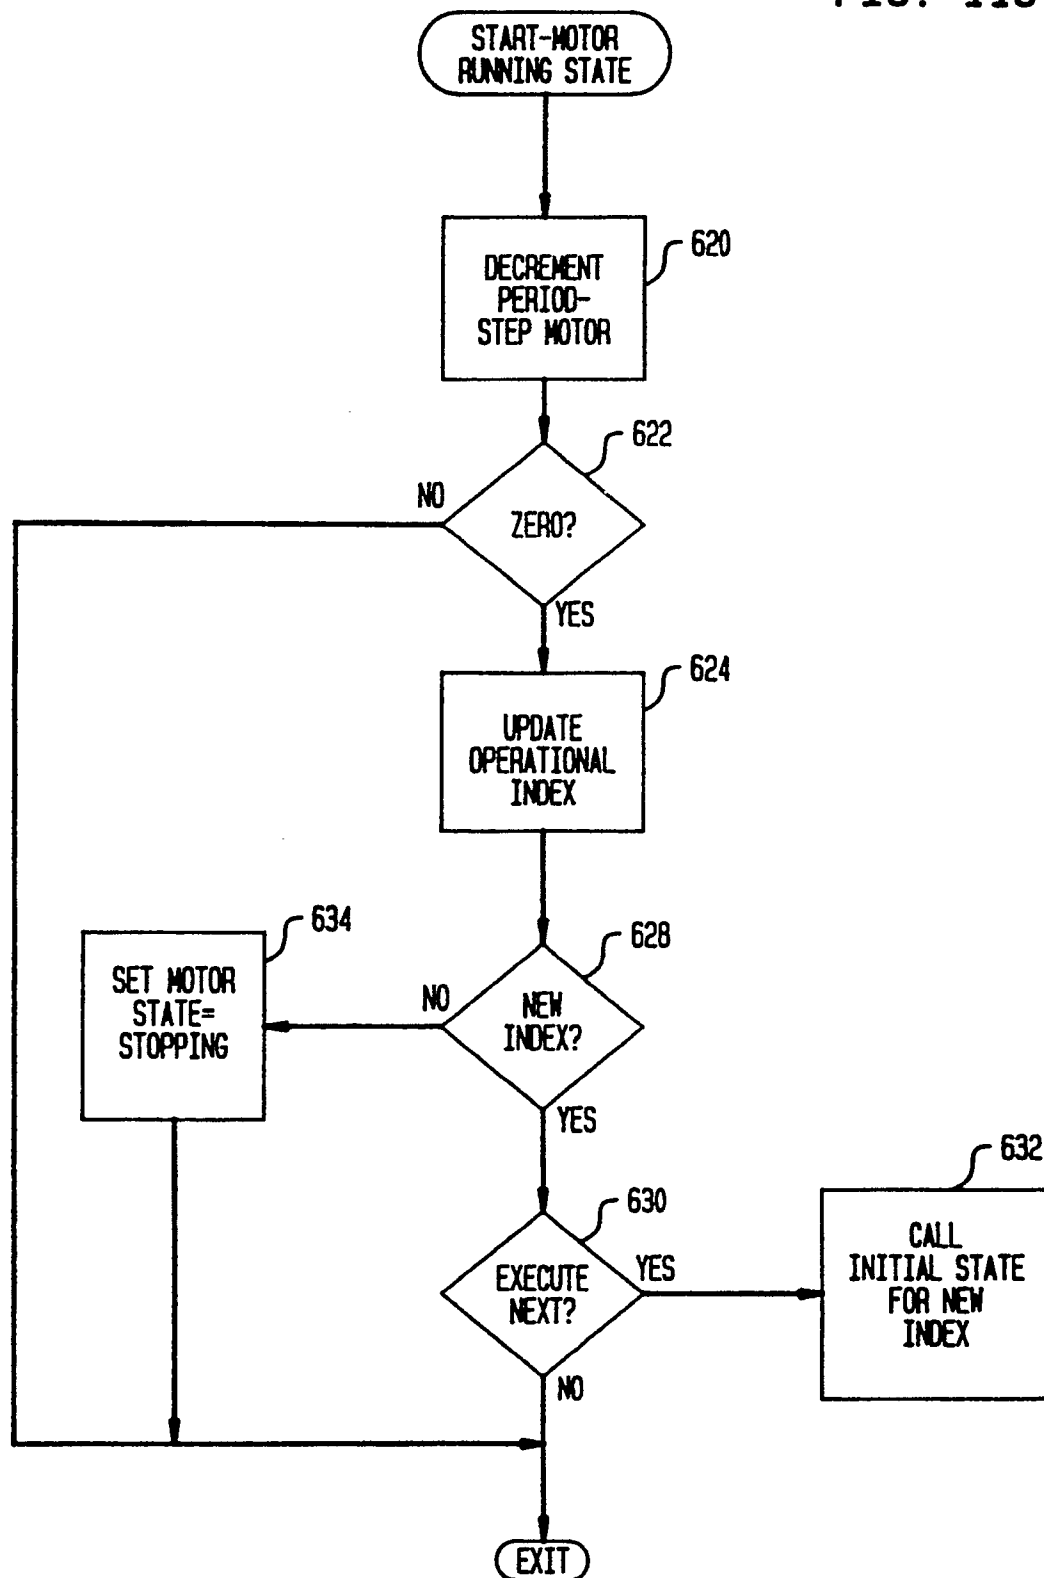 START-MOTOR
RUNNING STATE
620
DECREMENT
PERIOD-
STEP MOTOR
622
NO
ZERO?
YES
624
UPDATE
OPERATIONAL
INDEX
634
628
SET MOTOR
STATE=
STOPPING
NO
NEW
INDEX?
YES
632
630
CALL
INITIAL STATE
FOR NEW
INDEX
EXECUTE
NEXT?
YES
NO
EXIT